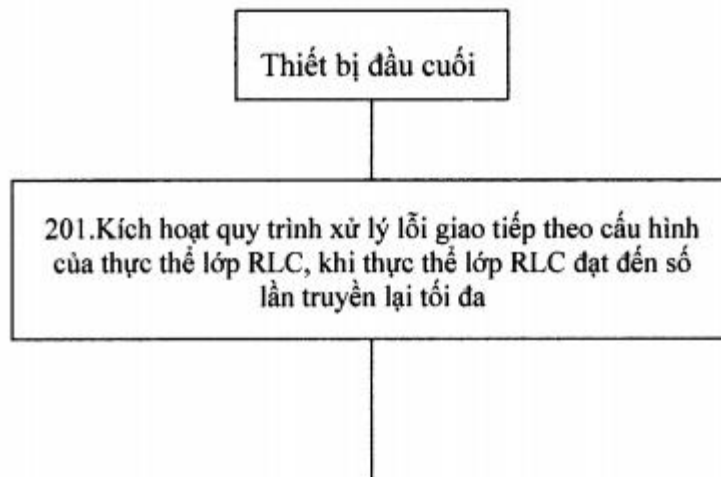 Thiết bị đầu cuối
201.Kích hoạt quy trình xử lý lỗi giao tiếp theo cấu hình
của thực thể lớp RLC, khi thực thể lớp RLC đạt đến số
lần truyền lại tối đa